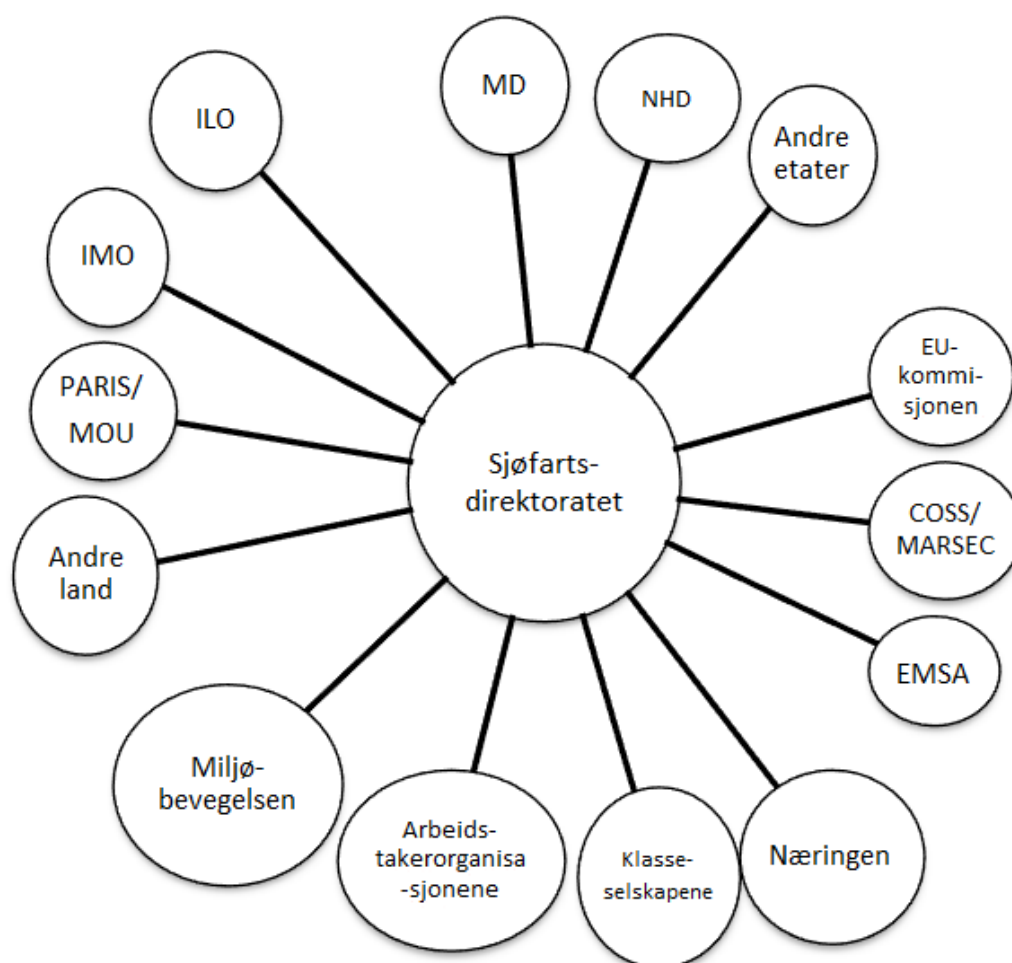 MD
NHD
ILO
Andre
etater
IMO
EU-
kommi-
sjonen
PARIS/
MOU
Sjøfarts-
direktoratet
COSS/
MARSEC
Andre
land
EMSA
Miljø-
bevegelsen
Arbeids-
takerorganisa
-sjonene
Klasse-
selskapene
Næringen